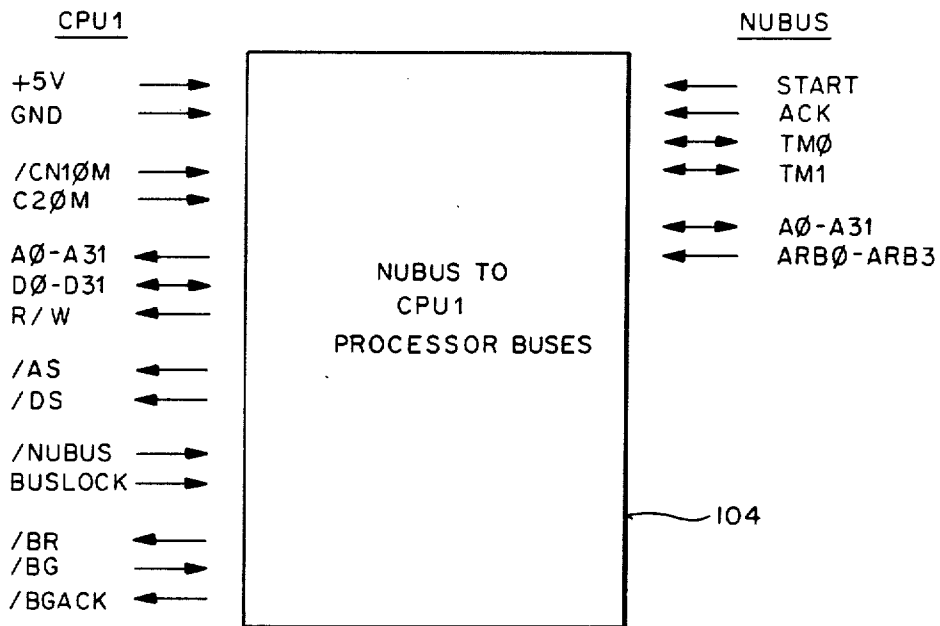 CPU1
+5V
GND
/CN1ØM
C2ØM
AØ-A31
DØ-D31
R/W
/AS
/DS
/NUBUS
BUSLOCK
/BR
/BG
/BGACK
NUBUS TO
CPU1
PROCESSOR BUSES
NUBUS
START
ACK
TMØ
TM1
AØ-A31
ARBØ-ARB3
104